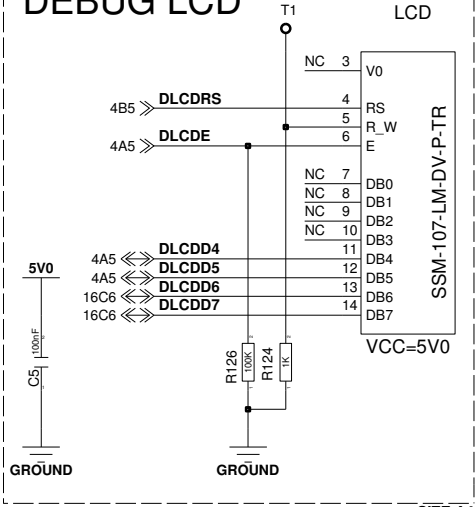 DEBUG LCD
T1
LCD
NC 3 V0
4B5 DLCDRS 4 RS
5 R_W
4A5 DLCDE 6 E
NC 7 DB0
NC 8 DB1
NC 9 DB2
NC 10 DB3
4A5 DLCDD4 11 DB4
4A5 DLCDD5 12 DB5
16C6 DLCDD6 13 DB6
16C6 DLCDD7 14 DB7
SSM-107-LM-DV-P-TR
VCC=5V0
5V0
100nF
C5
R126
100K
R124
1K
GROUND
GROUND